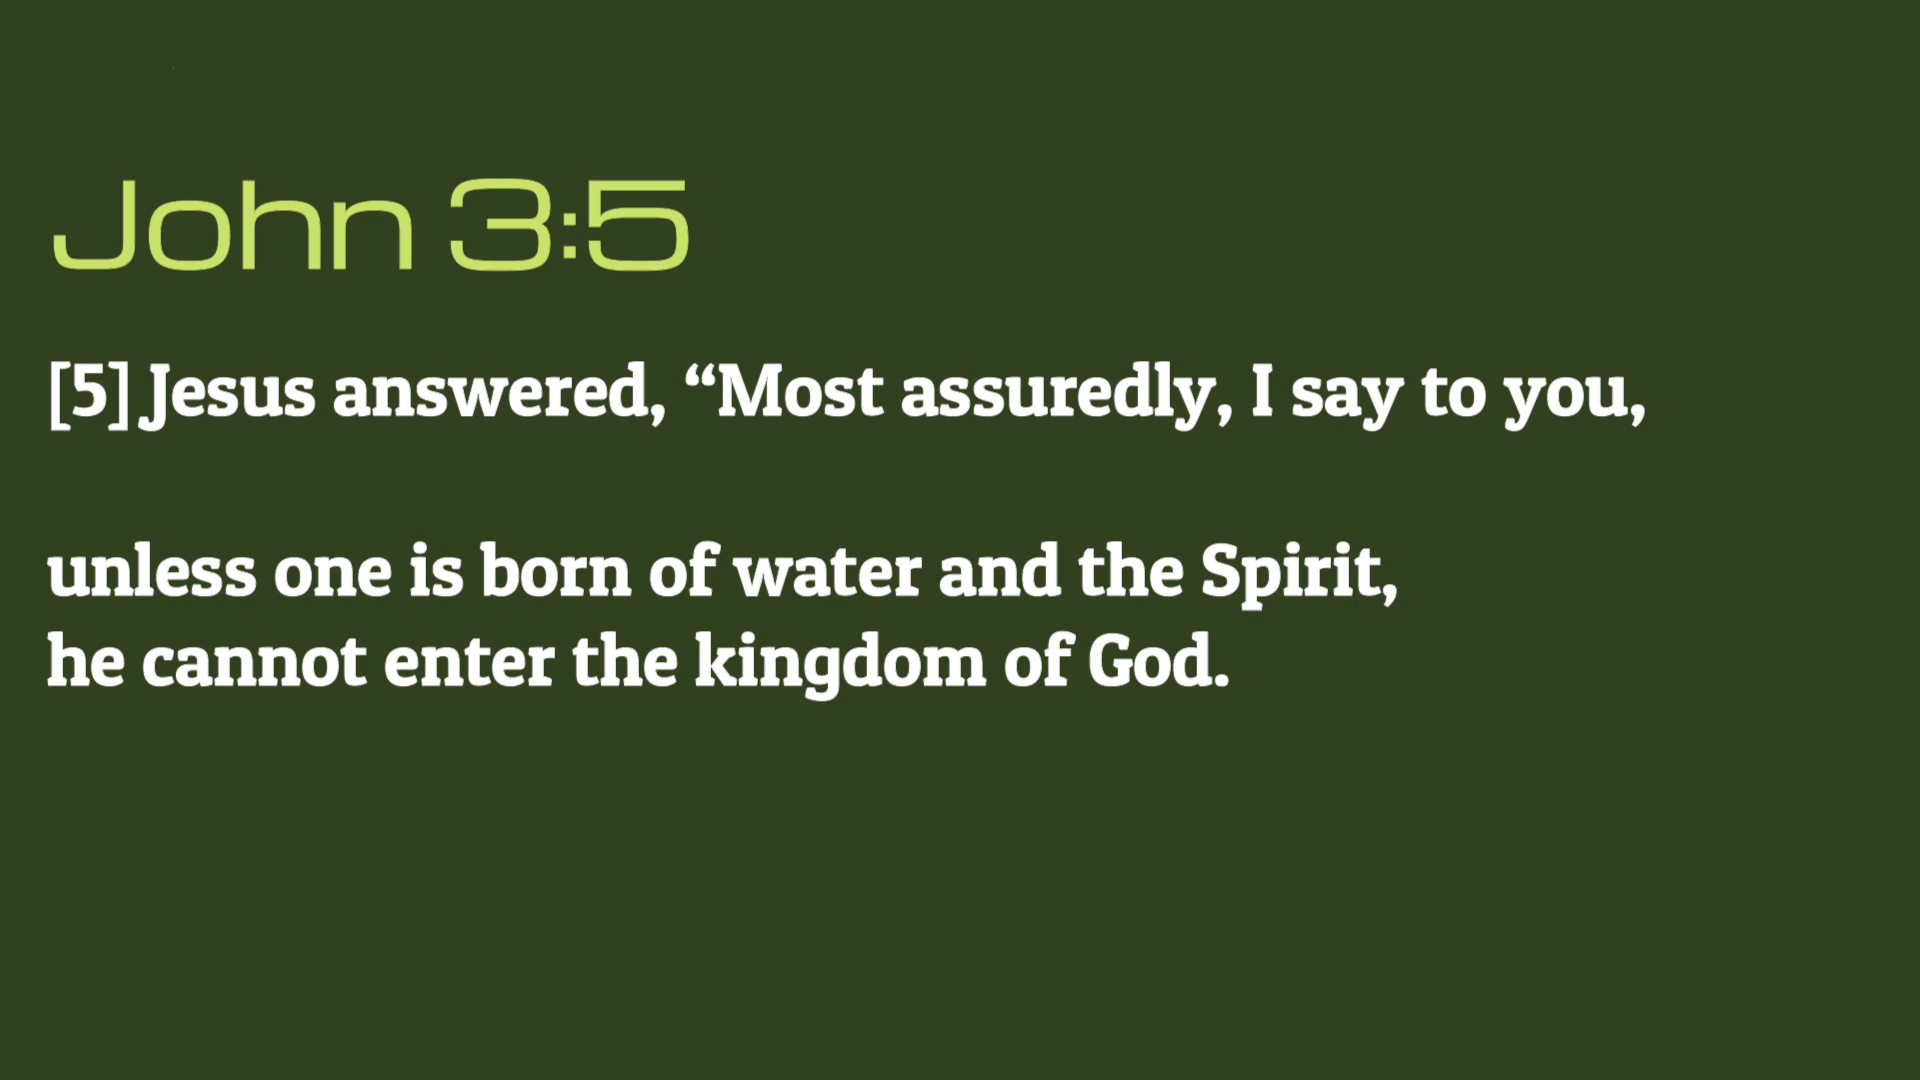 John 3:5
[5] Jesus answered, “Most assuredly, I say to you,
unless one is born of water and the Spirit,
he cannot enter the kingdom of God.